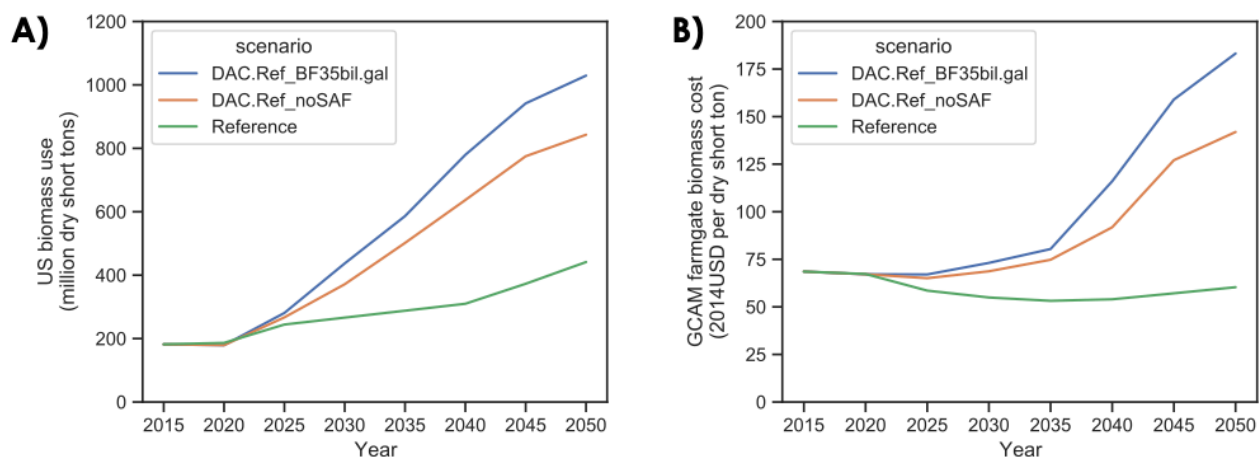 A)
US biomass use
(million dry short tons)
1200
1000
800
600
400
200
0
scenario
DAC.Ref_BF35bil.gal
DAC.Ref_noSAF
Reference
2015 2020 2025 2030 2035 2040 2045 2050
Year
B)
GCAM farmgate biomass cost
(2014USD per dry short ton)
200
175
150
125
100
75
50
25
0
scenario
DAC.Ref_BF35bil.gal
DAC.Ref_noSAF
Reference
2015 2020 2025 2030 2035 2040 2045 2050
Year